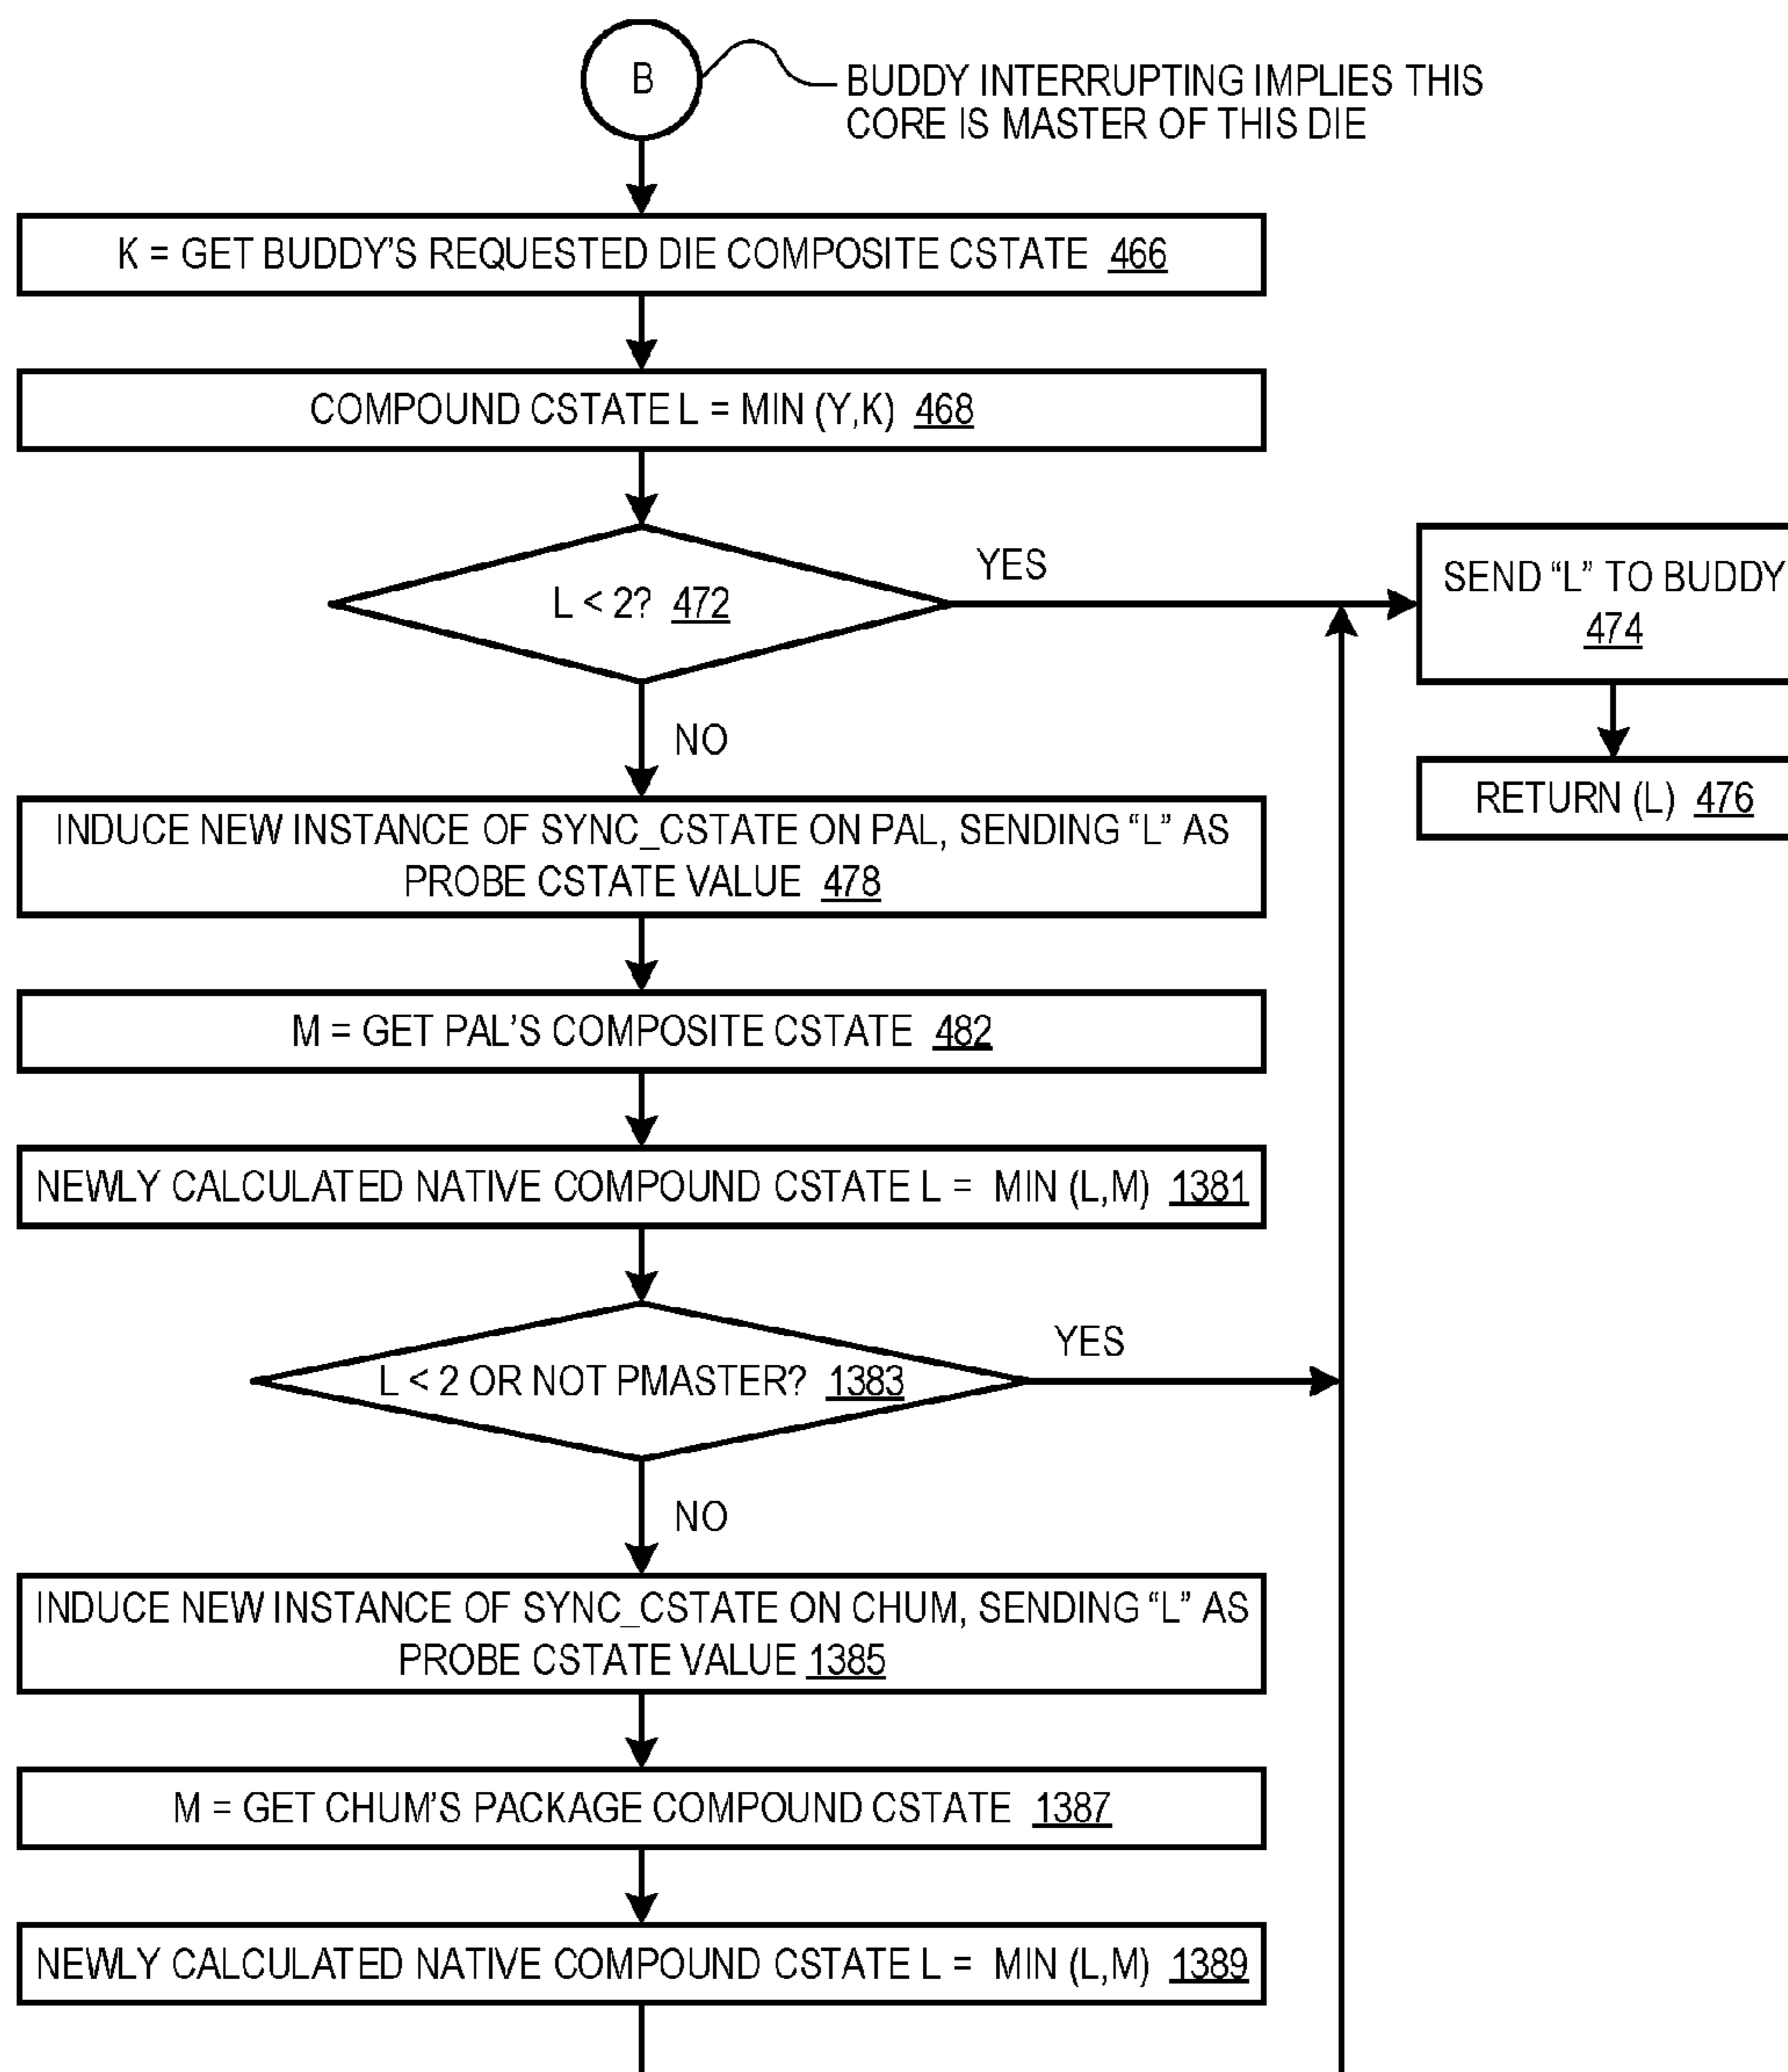 B
BUDDY INTERRUPTING IMPLIES THIS
CORE IS MASTER OF THIS DIE
K = GET BUDDY'S REQUESTED DIE COMPOSITE CSTATE 466
COMPOUND CSTATE L = MIN (Y,K) 468
L < 2? 472
YES
SEND “L” TO BUDDY
474
RETURN (L) 476
NO
INDUCE NEW INSTANCE OF SYNC_CSTATE ON PAL, SENDING “L” AS
PROBE CSTATE VALUE 478
M = GET PAL'S COMPOSITE CSTATE 482
NEWLY CALCULATED NATIVE COMPOUND CSTATE L = MIN (L,M) 1381
L < 2 OR NOT PMASTER? 1383
YES
NO
INDUCE NEW INSTANCE OF SYNC_CSTATE ON CHUM, SENDING “L” AS
PROBE CSTATE VALUE 1385
M = GET CHUM'S PACKAGE COMPOUND CSTATE 1387
NEWLY CALCULATED NATIVE COMPOUND CSTATE L = MIN (L,M) 1389